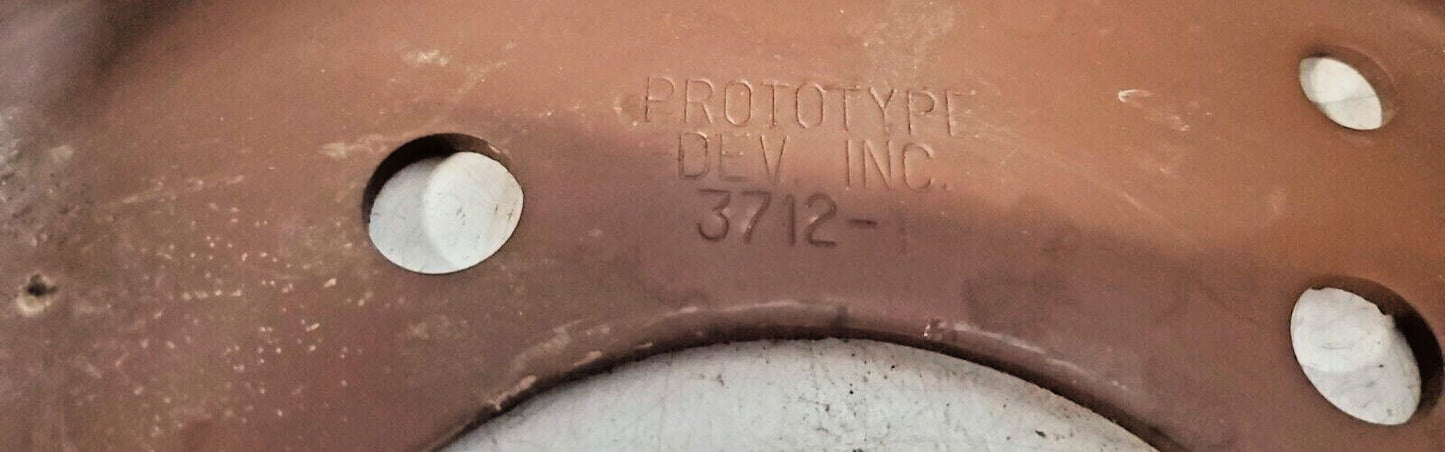 PROTOTYPE
DEV. INC.
3712-1